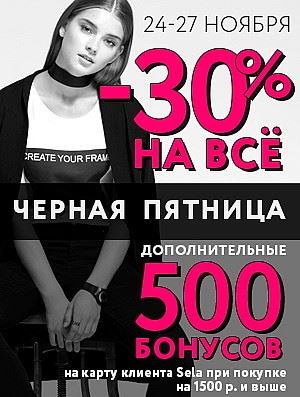 24-27 НОЯБРЯ
-30%
НА ВСЁ
CREATE YOUR FRAM
ЧЕРНАЯ ПЯТНИЦА
ДОПОЛНИТЕЛЬНЫЕ
500
БОНУСОВ
на карту клиента Sela при покупке
на 1500 р. и выше